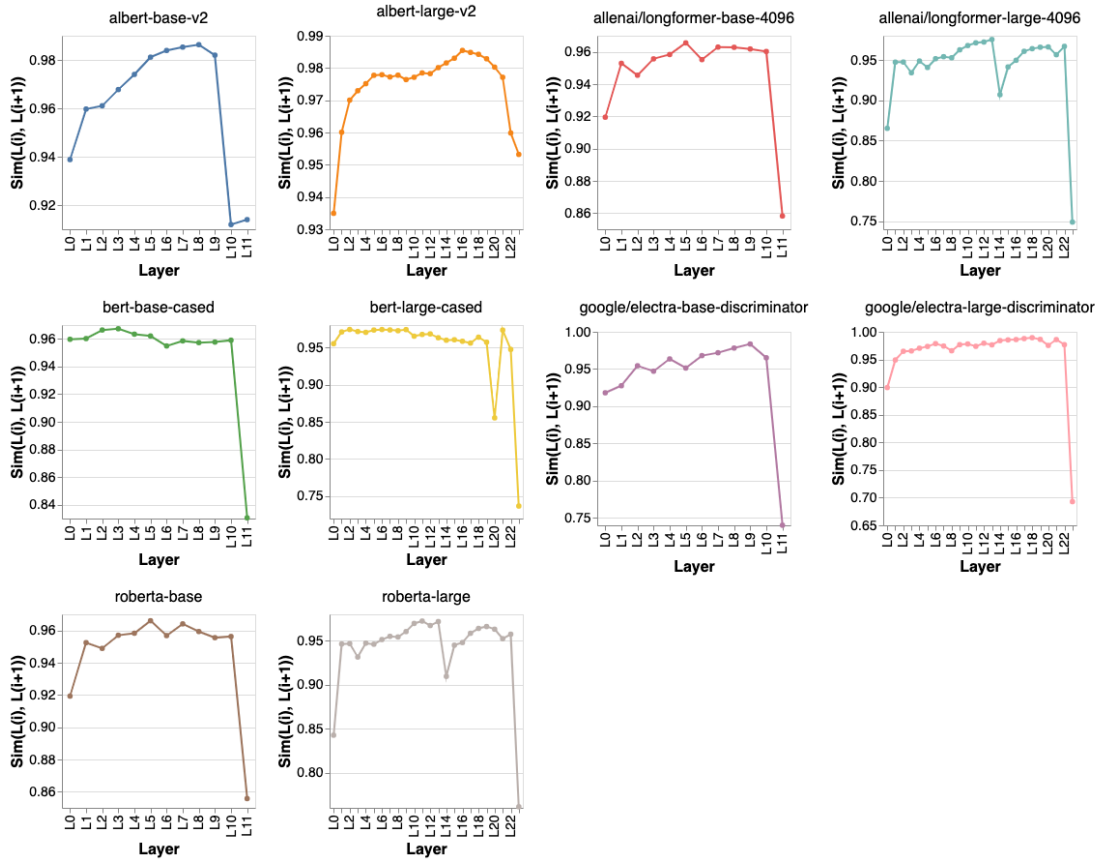 albert-base-v2
Sim(L(i), L(i+1))
0.98
0.96
0.94
0.92
L0 L1 L2 L3 L4 L5 L6 L7 L8 L9 L10 L11
Layer
albert-large-v2
Sim(L(i), L(i+1))
0.99
0.98
0.97
0.96
0.95
0.94
0.93
L0 L2 L4 L6 L8 L10 L12 L14 L16 L18 L20 L22
Layer
allenai/longformer-base-4096
Sim(L(i), L(i+1))
0.96
0.94
0.92
0.90
0.88
0.86
L0 L1 L2 L3 L4 L5 L6 L7 L8 L9 L10 L11
Layer
allenai/longformer-large-4096
Sim(L(i), L(i+1))
0.95
0.90
0.85
0.80
0.75
L0 L2 L4 L6 L8 L10 L12 L14 L16 L18 L20 L22
Layer
bert-base-cased
Sim(L(i), L(i+1))
0.96
0.94
0.92
0.90
0.88
0.86
0.84
L0 L1 L2 L3 L4 L5 L6 L7 L8 L9 L10 L11
Layer
bert-large-cased
Sim(L(i), L(i+1))
0.95
0.90
0.85
0.80
0.75
L0 L2 L4 L6 L8 L10 L12 L14 L16 L18 L20 L22
Layer
google/electra-base-discriminator
Sim(L(i), L(i+1))
1.00
0.95
0.90
0.85
0.80
0.75
L0 L1 L2 L3 L4 L5 L6 L7 L8 L9 L10 L11
Layer
google/electra-large-discriminator
Sim(L(i), L(i+1))
1.00
0.95
0.90
0.85
0.80
0.75
0.70
0.65
L0 L2 L4 L6 L8 L10 L12 L14 L16 L18 L20 L22
Layer
roberta-base
Sim(L(i), L(i+1))
0.96
0.94
0.92
0.90
0.88
0.86
L0 L1 L2 L3 L4 L5 L6 L7 L8 L9 L10 L11
Layer
roberta-large
Sim(L(i), L(i+1))
0.95
0.90
0.85
0.80
L0 L2 L4 L6 L8 L10 L12 L14 L16 L18 L20 L22
Layer